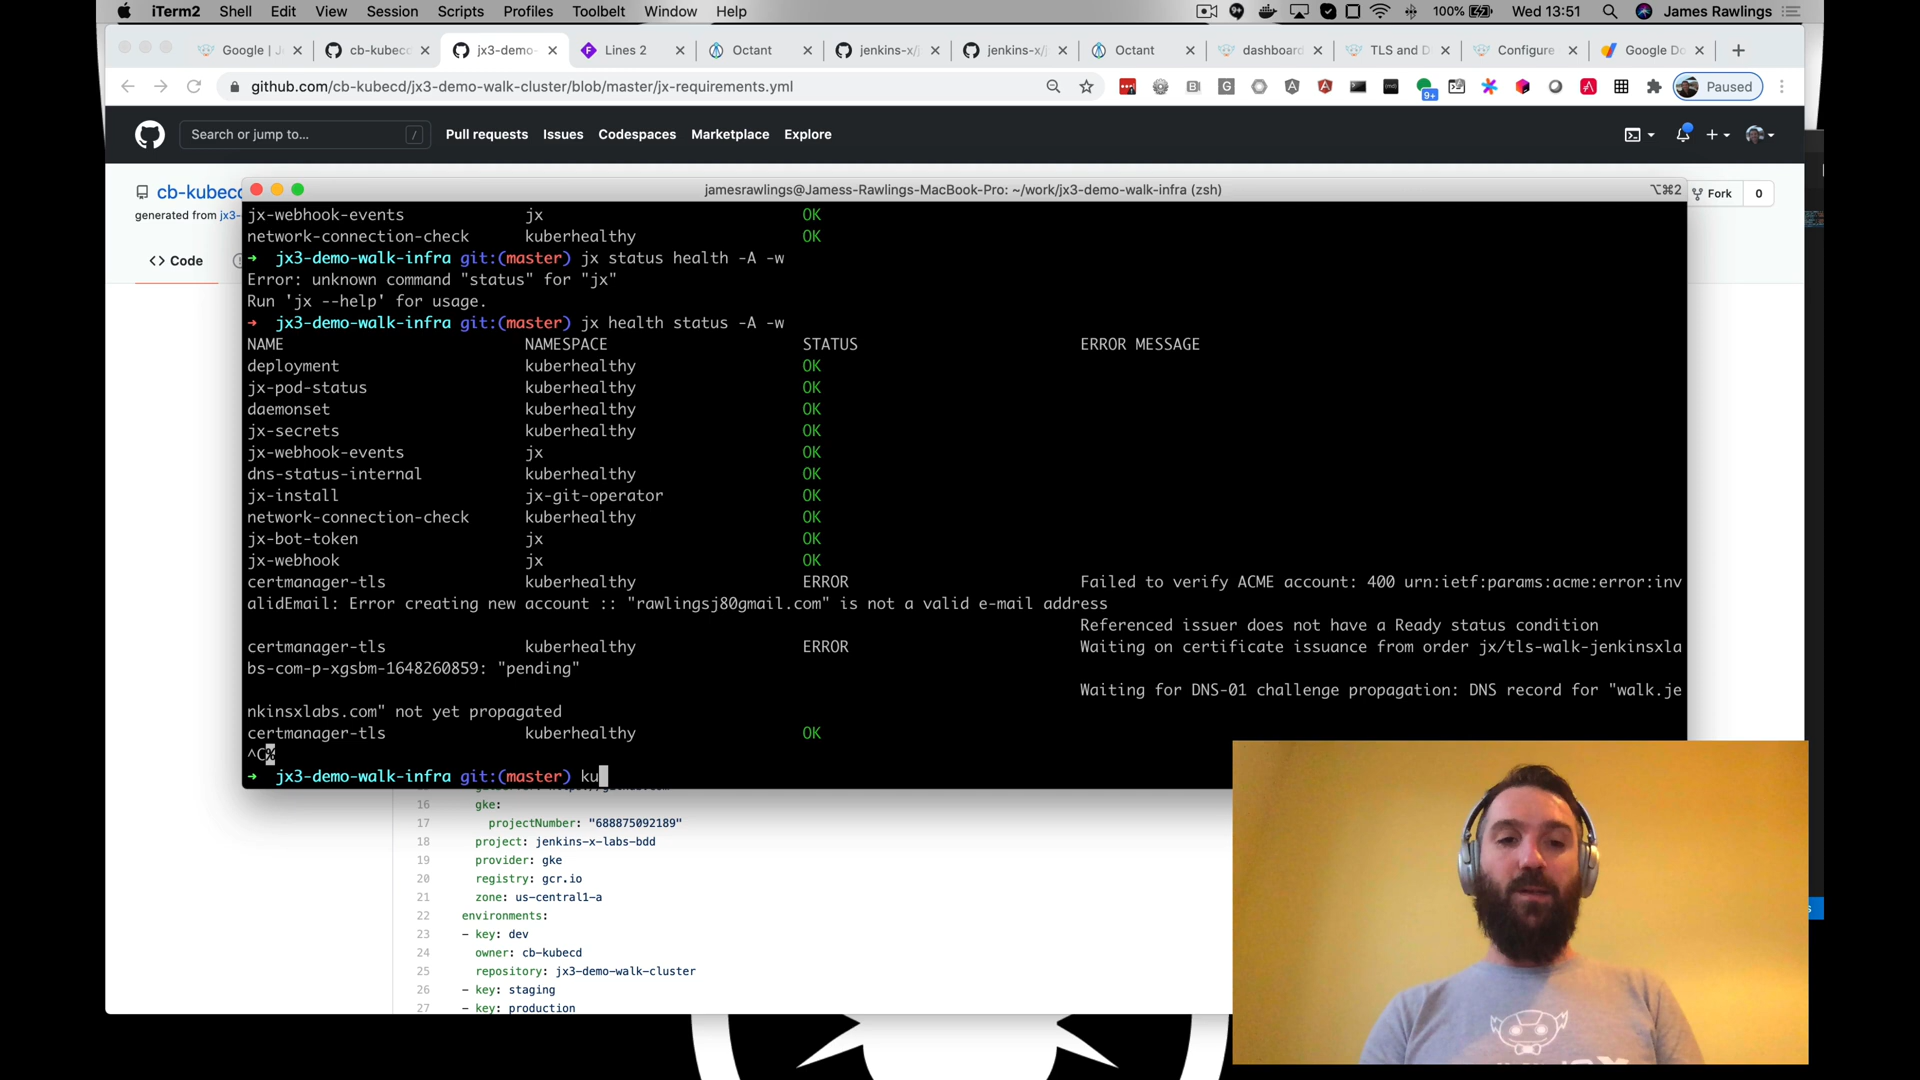 iTerm2 Shell Edit View Session Scripts Profiles Toolbelt Window Help 100% Wed 13:51 James Rawlings
Google | J cb-kubecd jx3-demo- Lines 2 Octant jenkins-x/j jenkins-x/j Octant dashboard TLS and D Configure Google Do
github.com/cb-kubecd/jx3-demo-walk-cluster/blob/master/jx-requirements.yml 9+ Paused
Search or jump to... / Pull requests Issues Codespaces Marketplace Explore
cb-kubecd
generated from jx3-
Fork 0
<> Code
jamesrawlings@Jamess-Rawlings-MacBook-Pro: ~/work/jx3-demo-walk-infra (zsh) ⌥⌘2
jx-webhook-events jx OK
network-connection-check kuberhealthy OK
➜ jx3-demo-walk-infra git:(master) jx status health -A -w
Error: unknown command "status" for "jx"
Run 'jx --help' for usage.
➜ jx3-demo-walk-infra git:(master) jx health status -A -w
NAME NAMESPACE STATUS ERROR MESSAGE
deployment kuberhealthy OK
jx-pod-status kuberhealthy OK
daemonset kuberhealthy OK
jx-secrets kuberhealthy OK
jx-webhook-events jx OK
dns-status-internal kuberhealthy OK
jx-install jx-git-operator OK
network-connection-check kuberhealthy OK
jx-bot-token jx OK
jx-webhook jx OK
certmanager-tls kuberhealthy ERROR Failed to verify ACME account: 400 urn:ietf:params:acme:error:inv
alidEmail: Error creating new account :: "rawlingsj80gmail.com" is not a valid e-mail address
Referenced issuer does not have a Ready status condition
certmanager-tls kuberhealthy ERROR Waiting on certificate issuance from order jx/tls-walk-jenkinsxla
bs-com-p-xgsbm-1648260859: "pending"
Waiting for DNS-01 challenge propagation: DNS record for "walk.je
nkinsxlabs.com" not yet propagated
certmanager-tls kuberhealthy OK
^C%
➜ jx3-demo-walk-infra git:(master) ku
16 gke:
17 projectNumber: "688875092189"
18 project: jenkins-x-labs-bdd
19 provider: gke
20 registry: gcr.io
21 zone: us-central1-a
22 environments:
23 - key: dev
24 owner: cb-kubecd
25 repository: jx3-demo-walk-cluster
26 - key: staging
27 - key: production